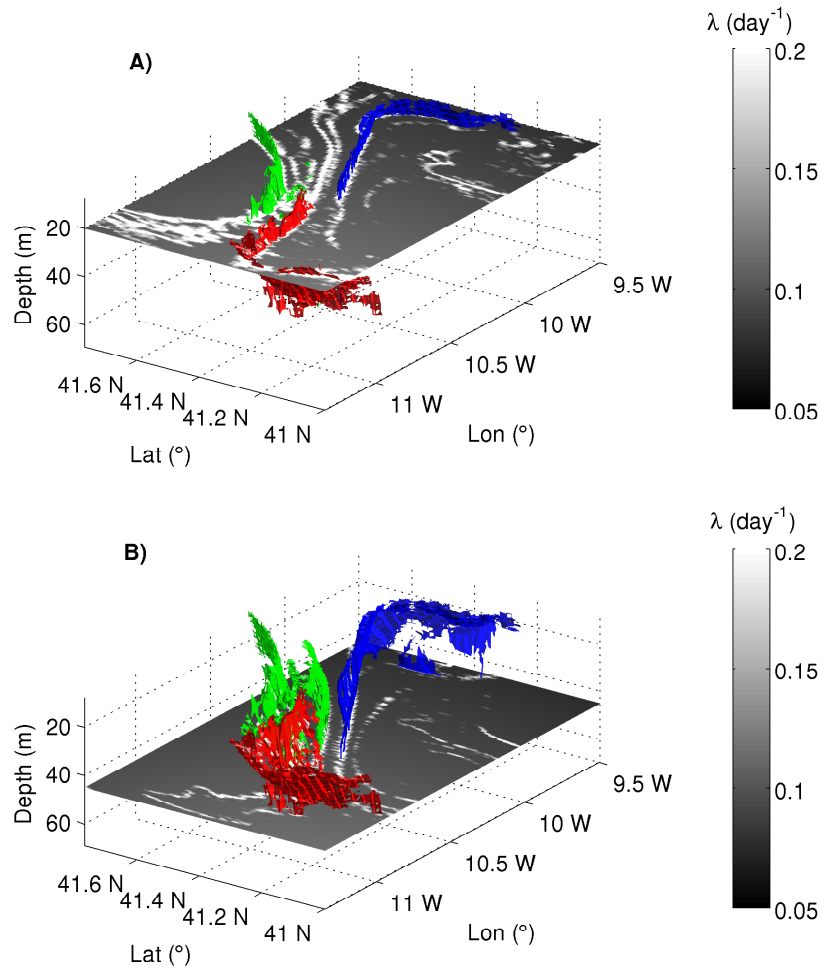 λ (day⁻¹)
A)
0.2
0.15
0.1
0.05
20
40
60
Depth (m)
41.6 N
41.4 N
41.2 N
41 N
Lat (°)
11 W
10.5 W
10 W
9.5 W
Lon (°)
λ (day⁻¹)
B)
0.2
0.15
0.1
0.05
20
40
60
Depth (m)
41.6 N
41.4 N
41.2 N
41 N
Lat (°)
11 W
10.5 W
10 W
9.5 W
Lon (°)